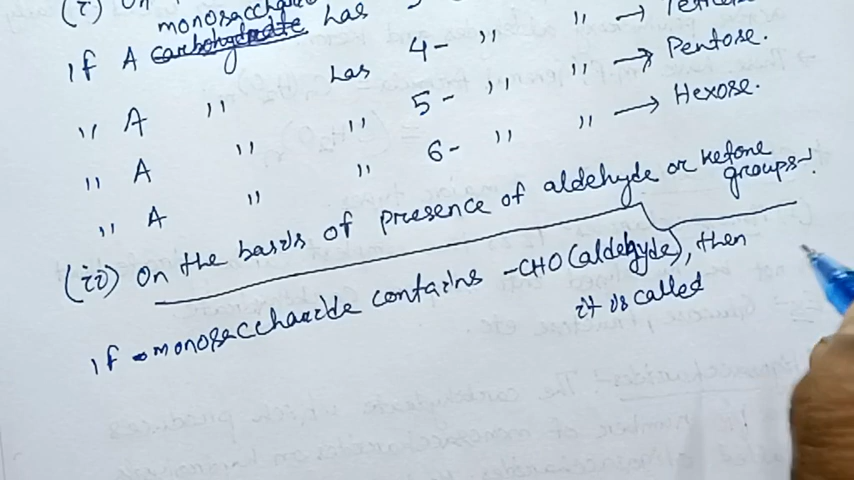 (i) On
monosaccharide
If A carbohydrate has
" A " has 4- " " → Tetrose
" A " " 5- " " → Pentose.
" A " " 6- " " → Hexose.
(ii) On the basis of presence of aldehyde or ketone groups-:
If monosaccharide contains -CHO (aldehyde), then
it is called